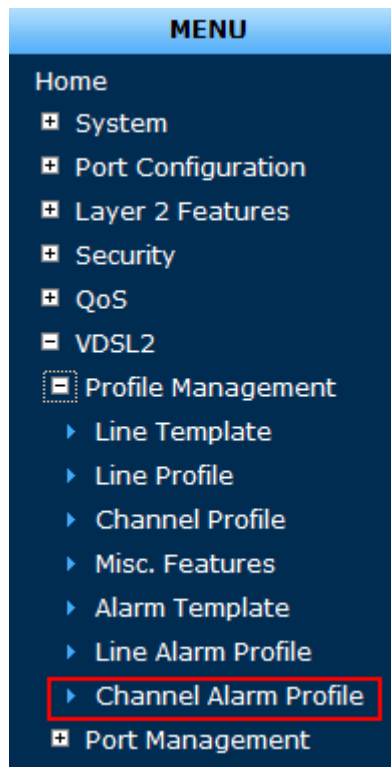 MENU
Home
System
Port Configuration
Layer 2 Features
Security
QoS
VDSL2
Profile Management
Line Template
Line Profile
Channel Profile
Misc. Features
Alarm Template
Line Alarm Profile
Channel Alarm Profile
Port Management